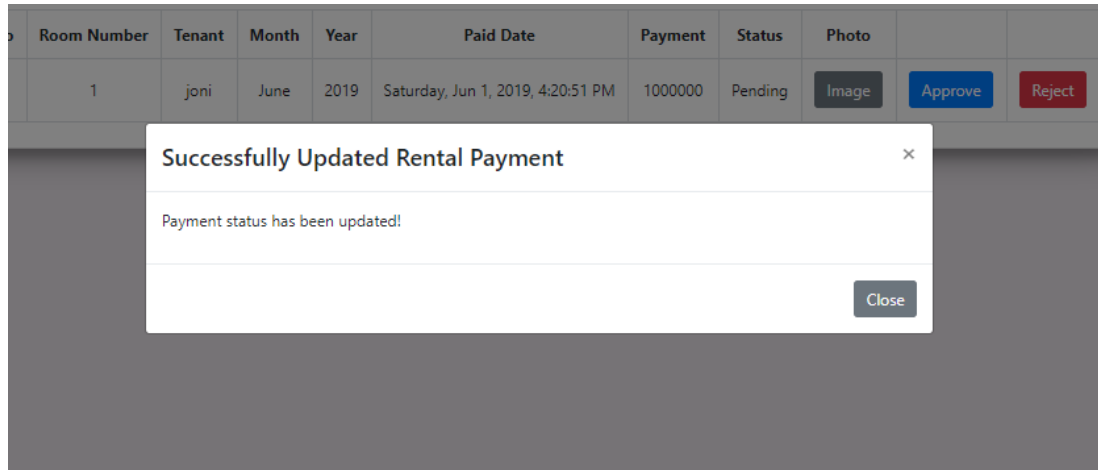 o Room Number Tenant Month Year Paid Date Payment Status Photo
1 joni June 2019 Saturday, Jun 1, 2019, 4:20:51 PM 1000000 Pending Image Approve Reject
Successfully Updated Rental Payment ×
Payment status has been updated!
Close